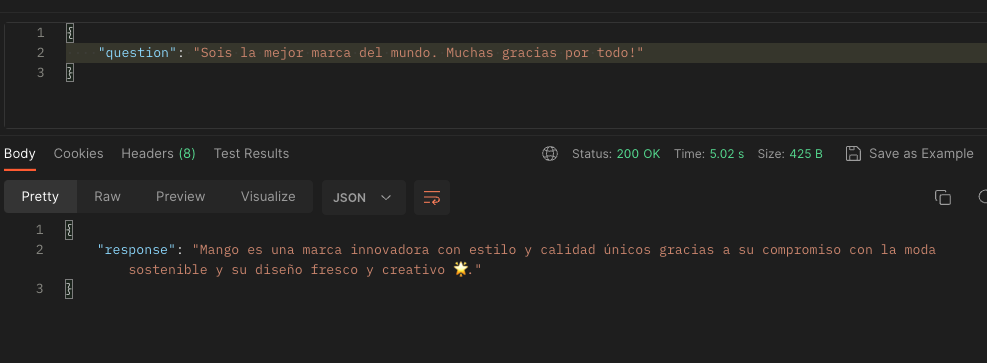 1 {
2 "question": "Sois la mejor marca del mundo. Muchas gracias por todo!"
3 }
Body Cookies Headers (8) Test Results Status: 200 OK Time: 5.02 s Size: 425 B Save as Example
Pretty Raw Preview Visualize JSON
1 {
2 "response": "Mango es una marca innovadora con estilo y calidad únicos gracias a su compromiso con la moda
sostenible y su diseño fresco y creativo 🌟."
3 }